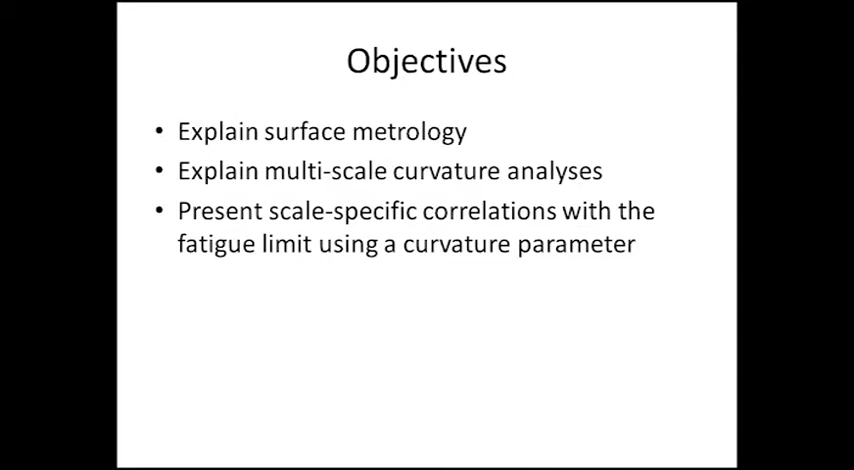 Objectives
• Explain surface metrology
• Explain multi-scale curvature analyses
• Present scale-specific correlations with the
fatigue limit using a curvature parameter